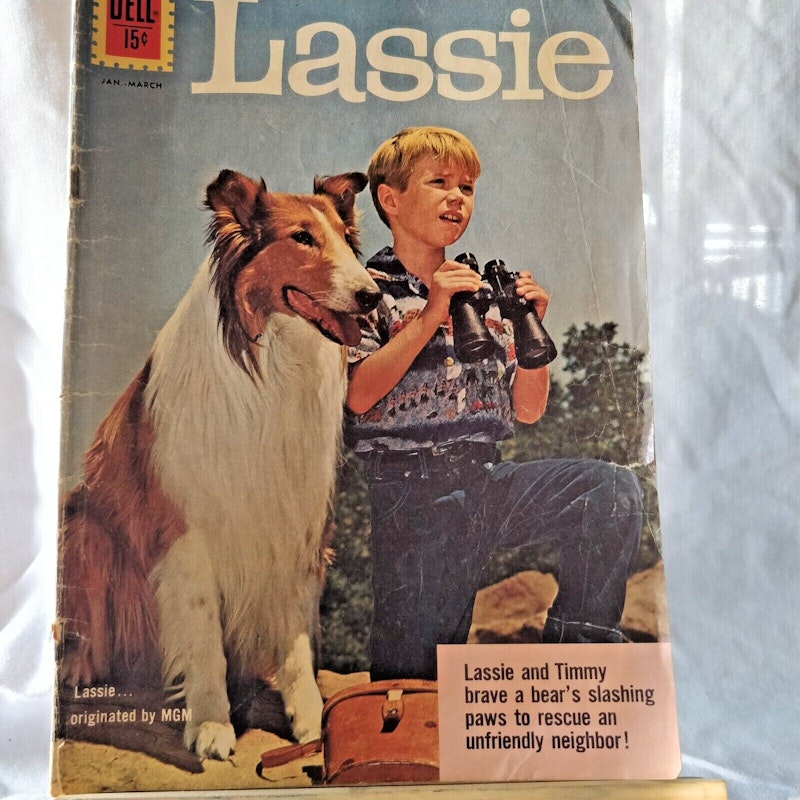 DELL
15¢
JAN.-MARCH
Lassie
Lassie...
originated by MGM
Lassie and Timmy
brave a bear's slashing
paws to rescue an
unfriendly neighbor!